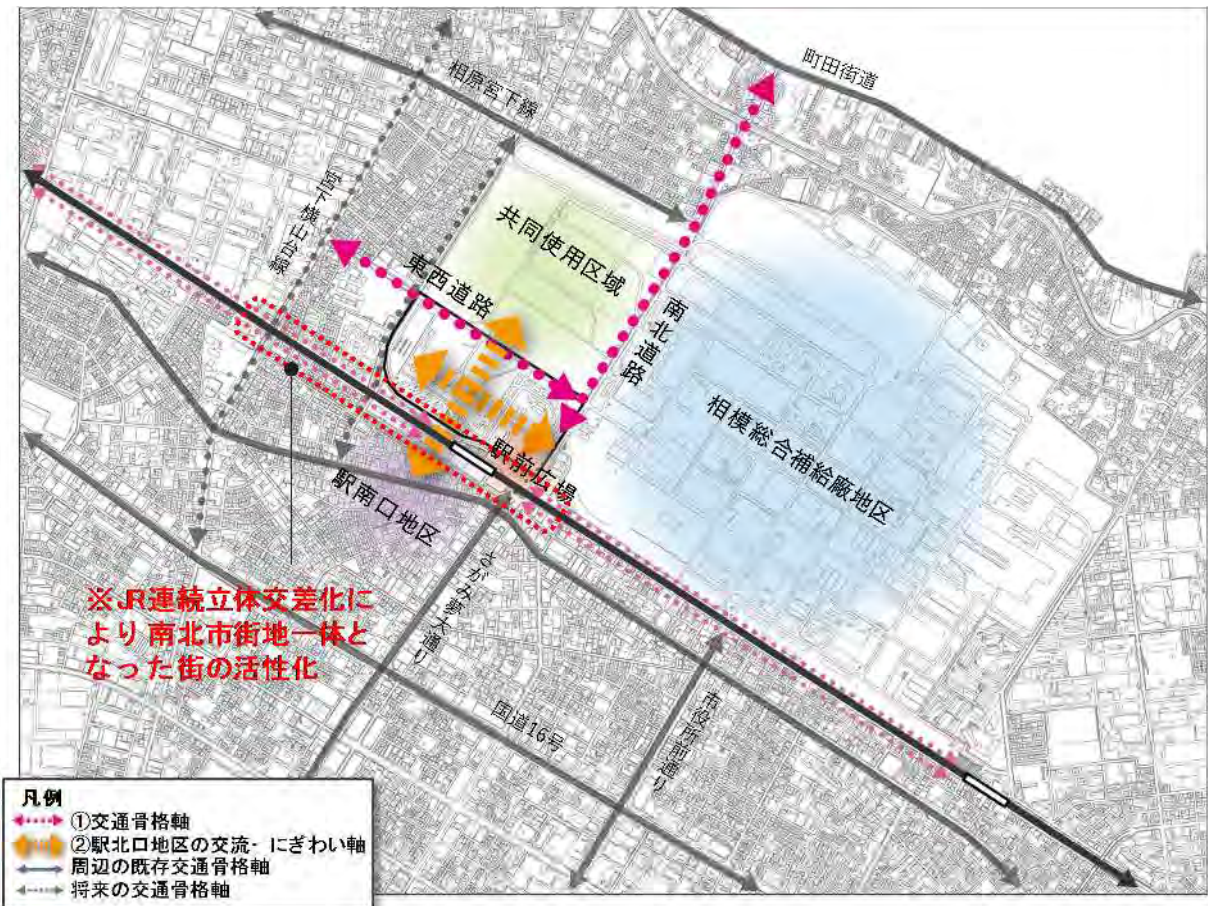 町田街道
相原宮下線
宮下横山台線
共同使用区域
東西道路
南北道路
相模総合補給廠地区
駅前広場
駅南口地区
さがみ夢大通り
※JR連続立体交差化に
より南北市街地一体と
なった街の活性化
国道16号
市役所前通り
凡例
①交通骨格軸
②駅北口地区の交流・にぎわい軸
周辺の既存交通骨格軸
将来の交通骨格軸